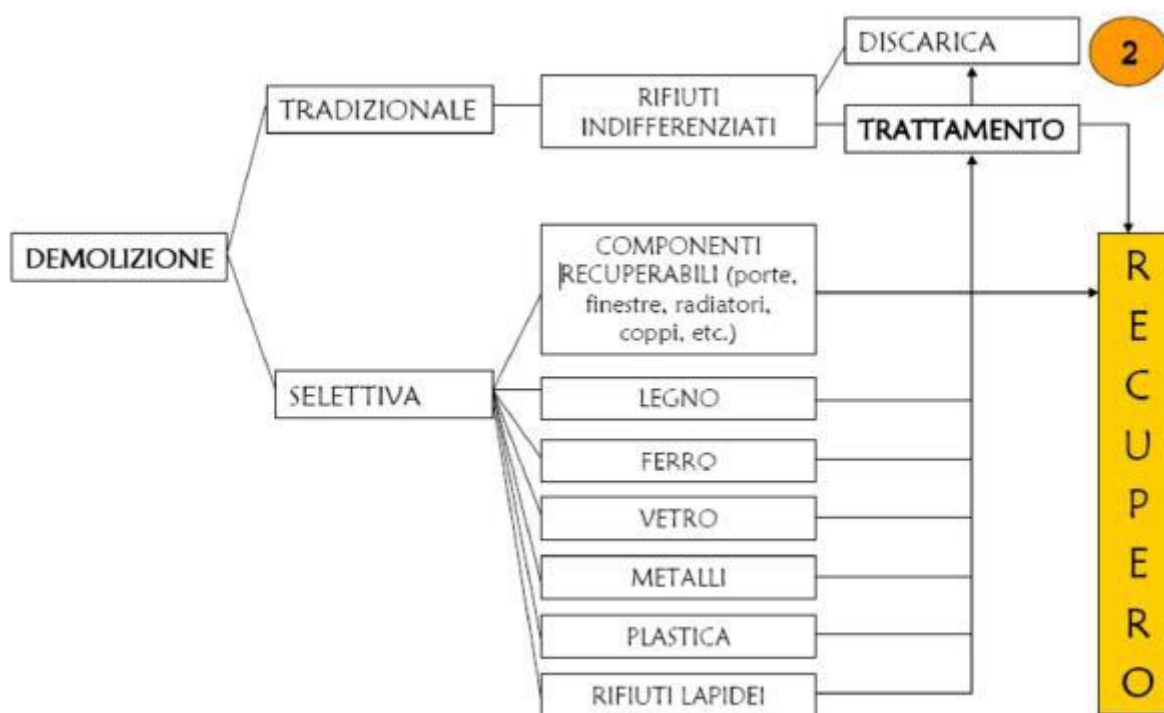 DISCARICA
2
TRADIZIONALE
RIFIUTI
INDIFFERENZIATI
TRATTAMENTO
DEMOLIZIONE
COMPONENTI
RECUPERABILI (porte,
finestre, radiatori,
coppi, etc.)
SELETTIVA
LEGNO
FERRO
VETRO
METALLI
PLASTICA
RIFIUTI LAPIDEI
R
E
C
U
P
E
R
O